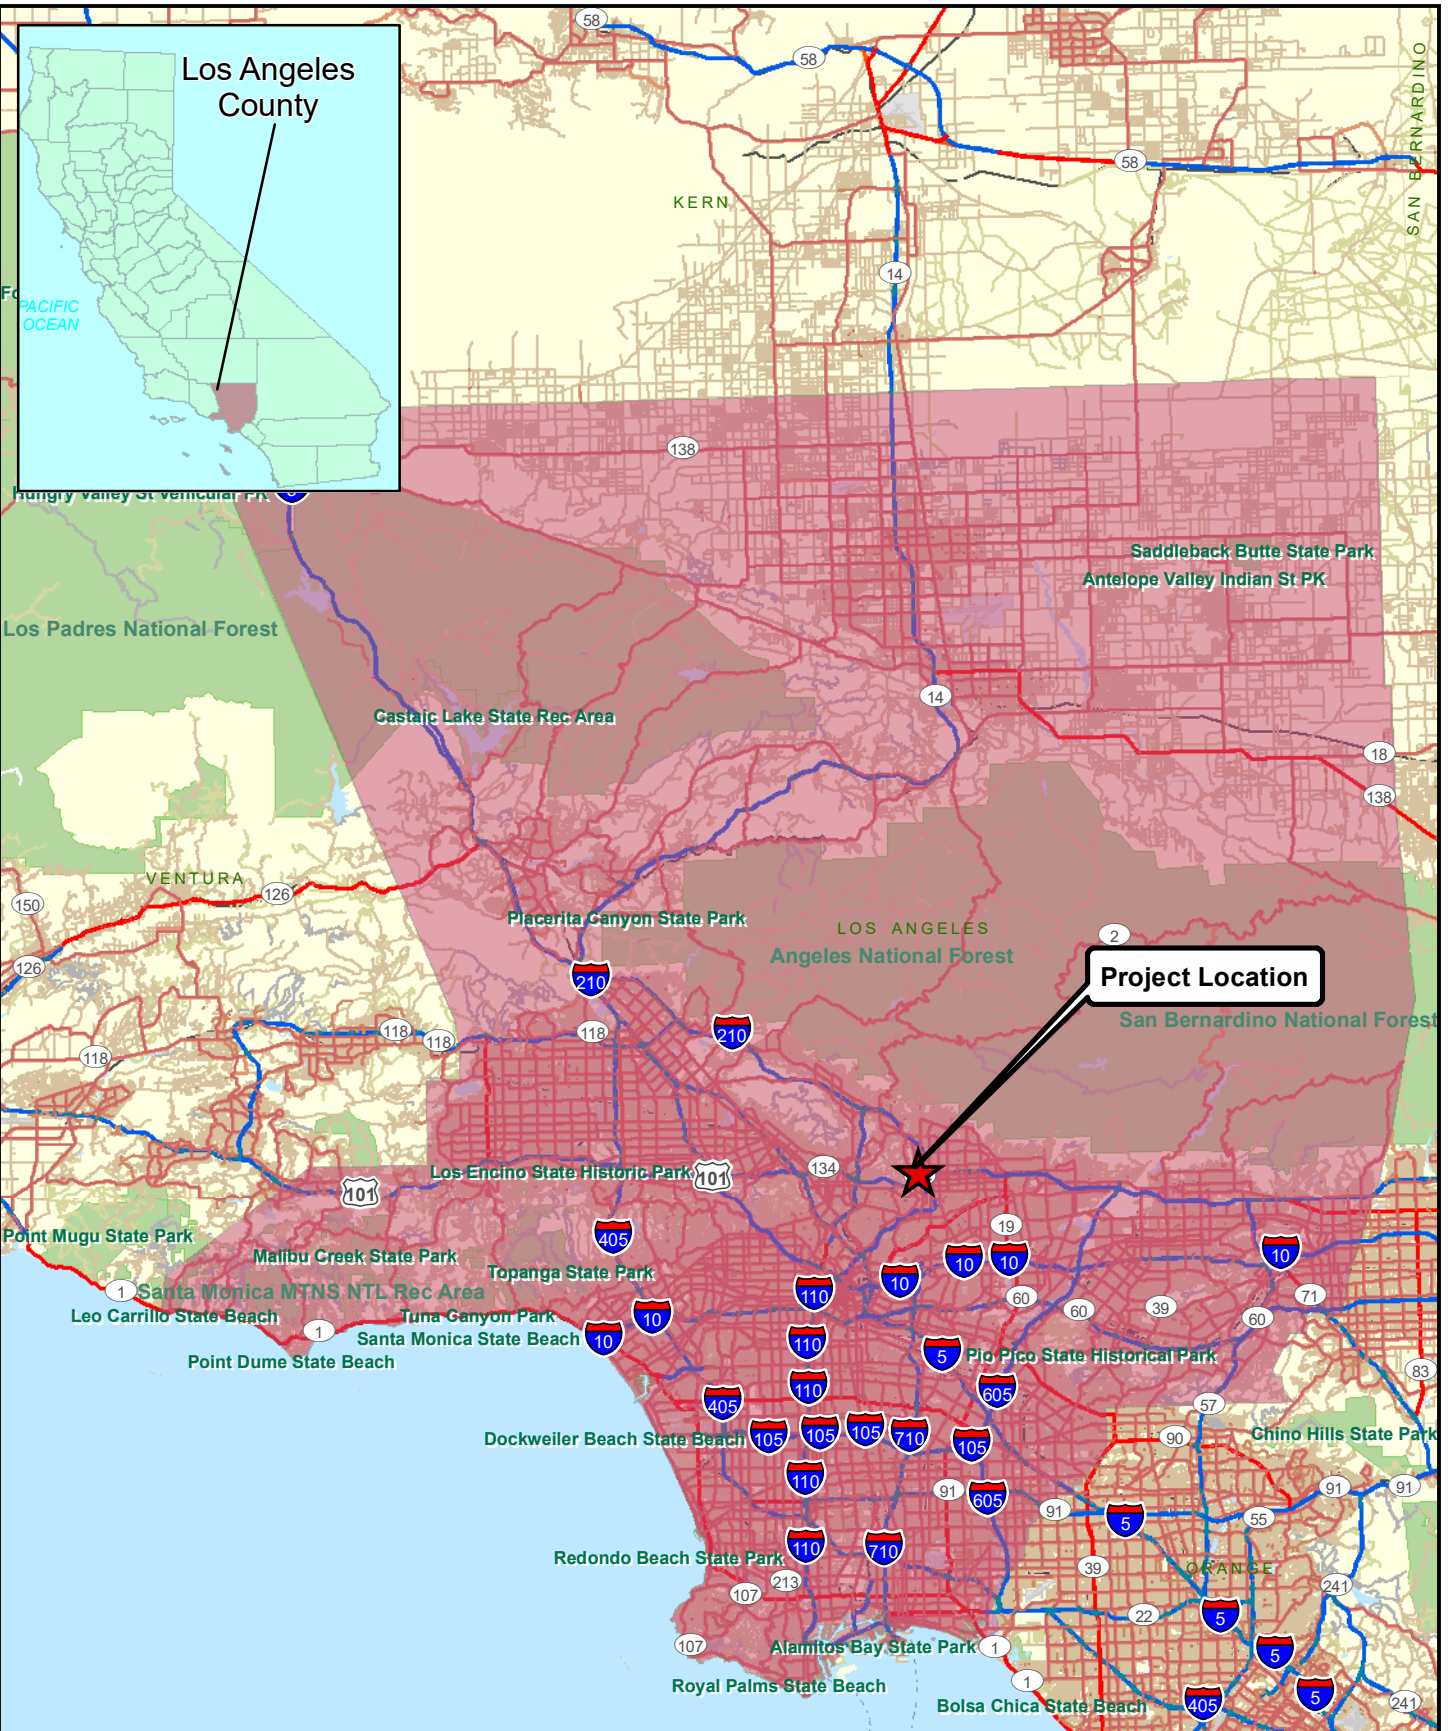 58
Los Angeles
County
58
SAN BERNARDINO
58
KERN
14
PACIFIC
OCEAN
138
Hungry Valley St Vehicular PK
Saddleback Butte State Park
Antelope Valley Indian St PK
Los Padres National Forest
14
Castaic Lake State Rec Area
18
138
VENTURA
126
150
Placerita Canyon State Park
LOS ANGELES
2
Angeles National Forest
126
Project Location
210
San Bernardino National Forest
118
118
118
210
118
134
Los Encino State Historic Park
101
101
19
Point Mugu State Park
405
Malibu Creek State Park
10
10
10
Topanga State Park
10
Santa Monica MTNS NTL Rec Area
1
110
60
60
39
71
Leo Carrillo State Beach
Tuna Canyon Park
10
60
1
Santa Monica State Beach
10
110
5
Pio Pico State Historical Park
Point Dume State Beach
83
110
605
405
57
Dockweiler Beach State Beach
105
105
105
710
105
90
Chino Hills State Park
110
91
605
91
91
91
55
5
110
710
Redondo Beach State Park
39
ORANGE
213
107
241
22
5
107
Alamitos Bay State Park
1
5
Royal Palms State Beach
1
5
Bolsa Chica State Beach
405
241